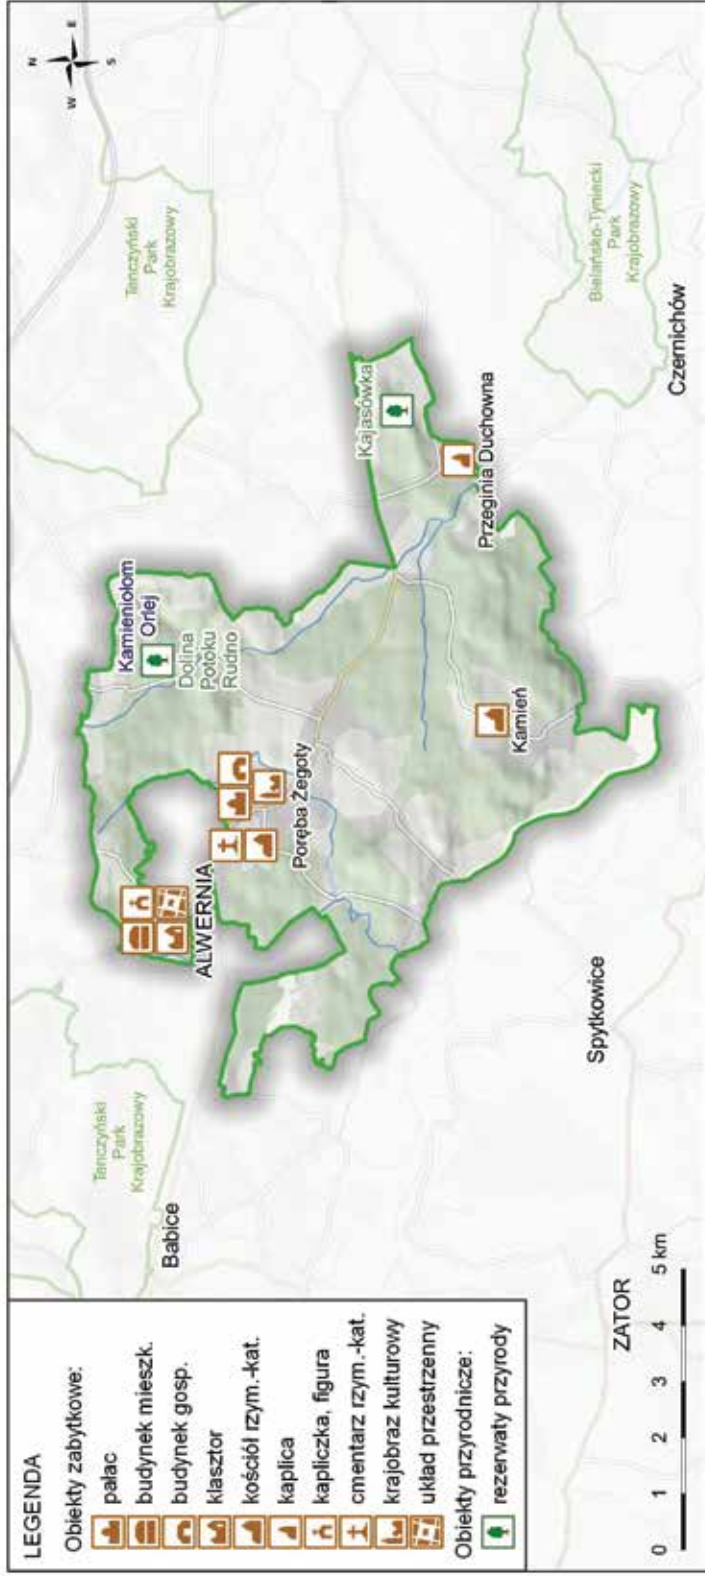 LEGENDA
Obiekty zabytkowe:
pałac
budynek mieszk.
budynek gosp.
klasztor
kościół rzym.-kat.
kaplica
kapliczka, figura
cmentarz rzym.-kat.
krajobraz kulturowy
układ przestrzenny
Obiekty przyrodnicze:
rezerwaty przyrody
0 1 2 3 4 5 km
ZATOR
Babice
Tenczyński
Park
Krajobrazowy
ALWERNIA
Poręba Żegoty
Kamieniołom
Orlej
Dolina
Potoku
Rudno
Kamień
Spytkowice
Kajasówka
Przeginia Duchowna
Tenczyński
Park
Krajobrazowy
Bielańsko-Tyniecki
Park
Krajobrazowy
Czernichów
N
E
S
W